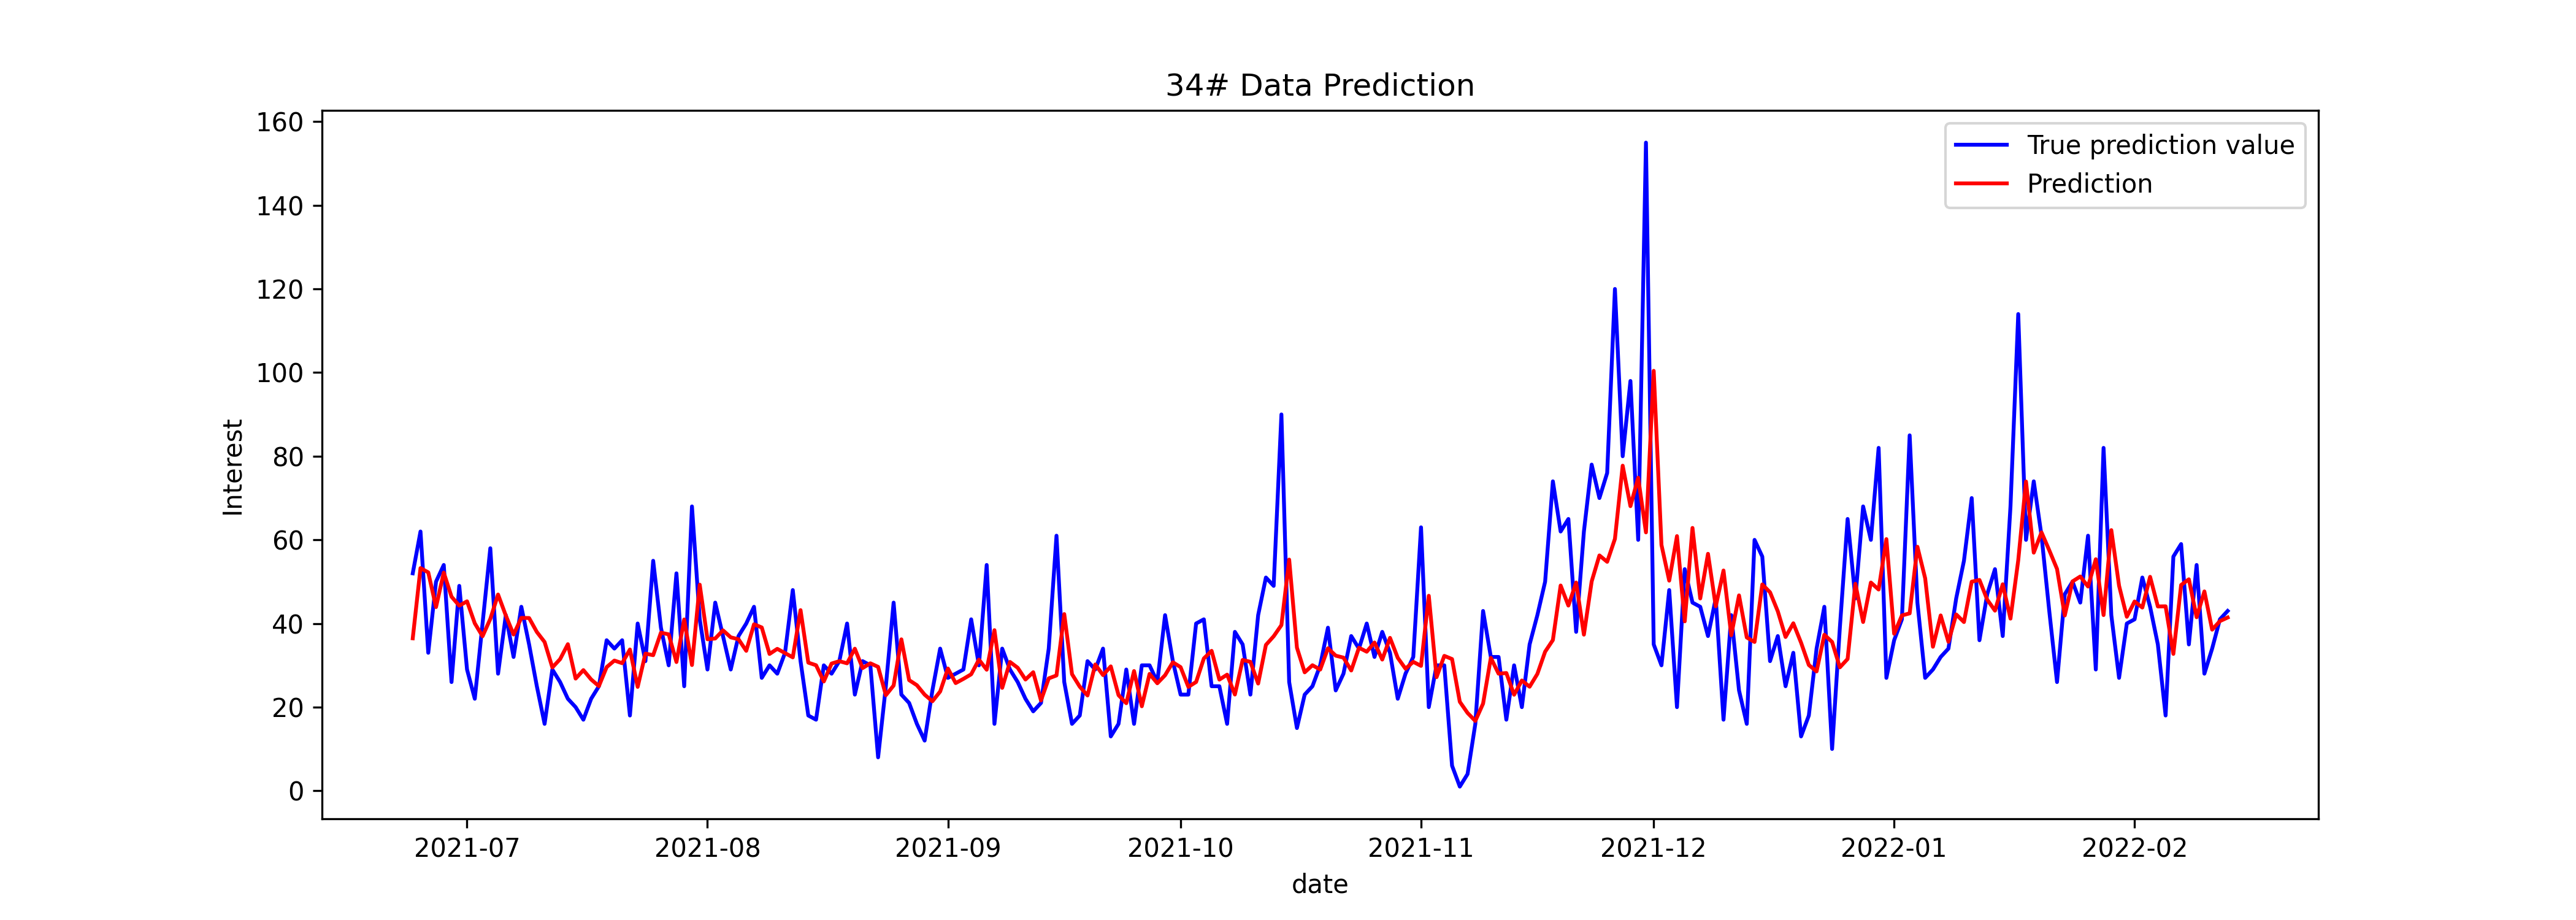 34# Data Prediction
160
140
120
100
80
60
40
20
0
Interest
True prediction value
Prediction
2021-07 2021-08 2021-09 2021-10 2021-11 2021-12 2022-01 2022-02
date